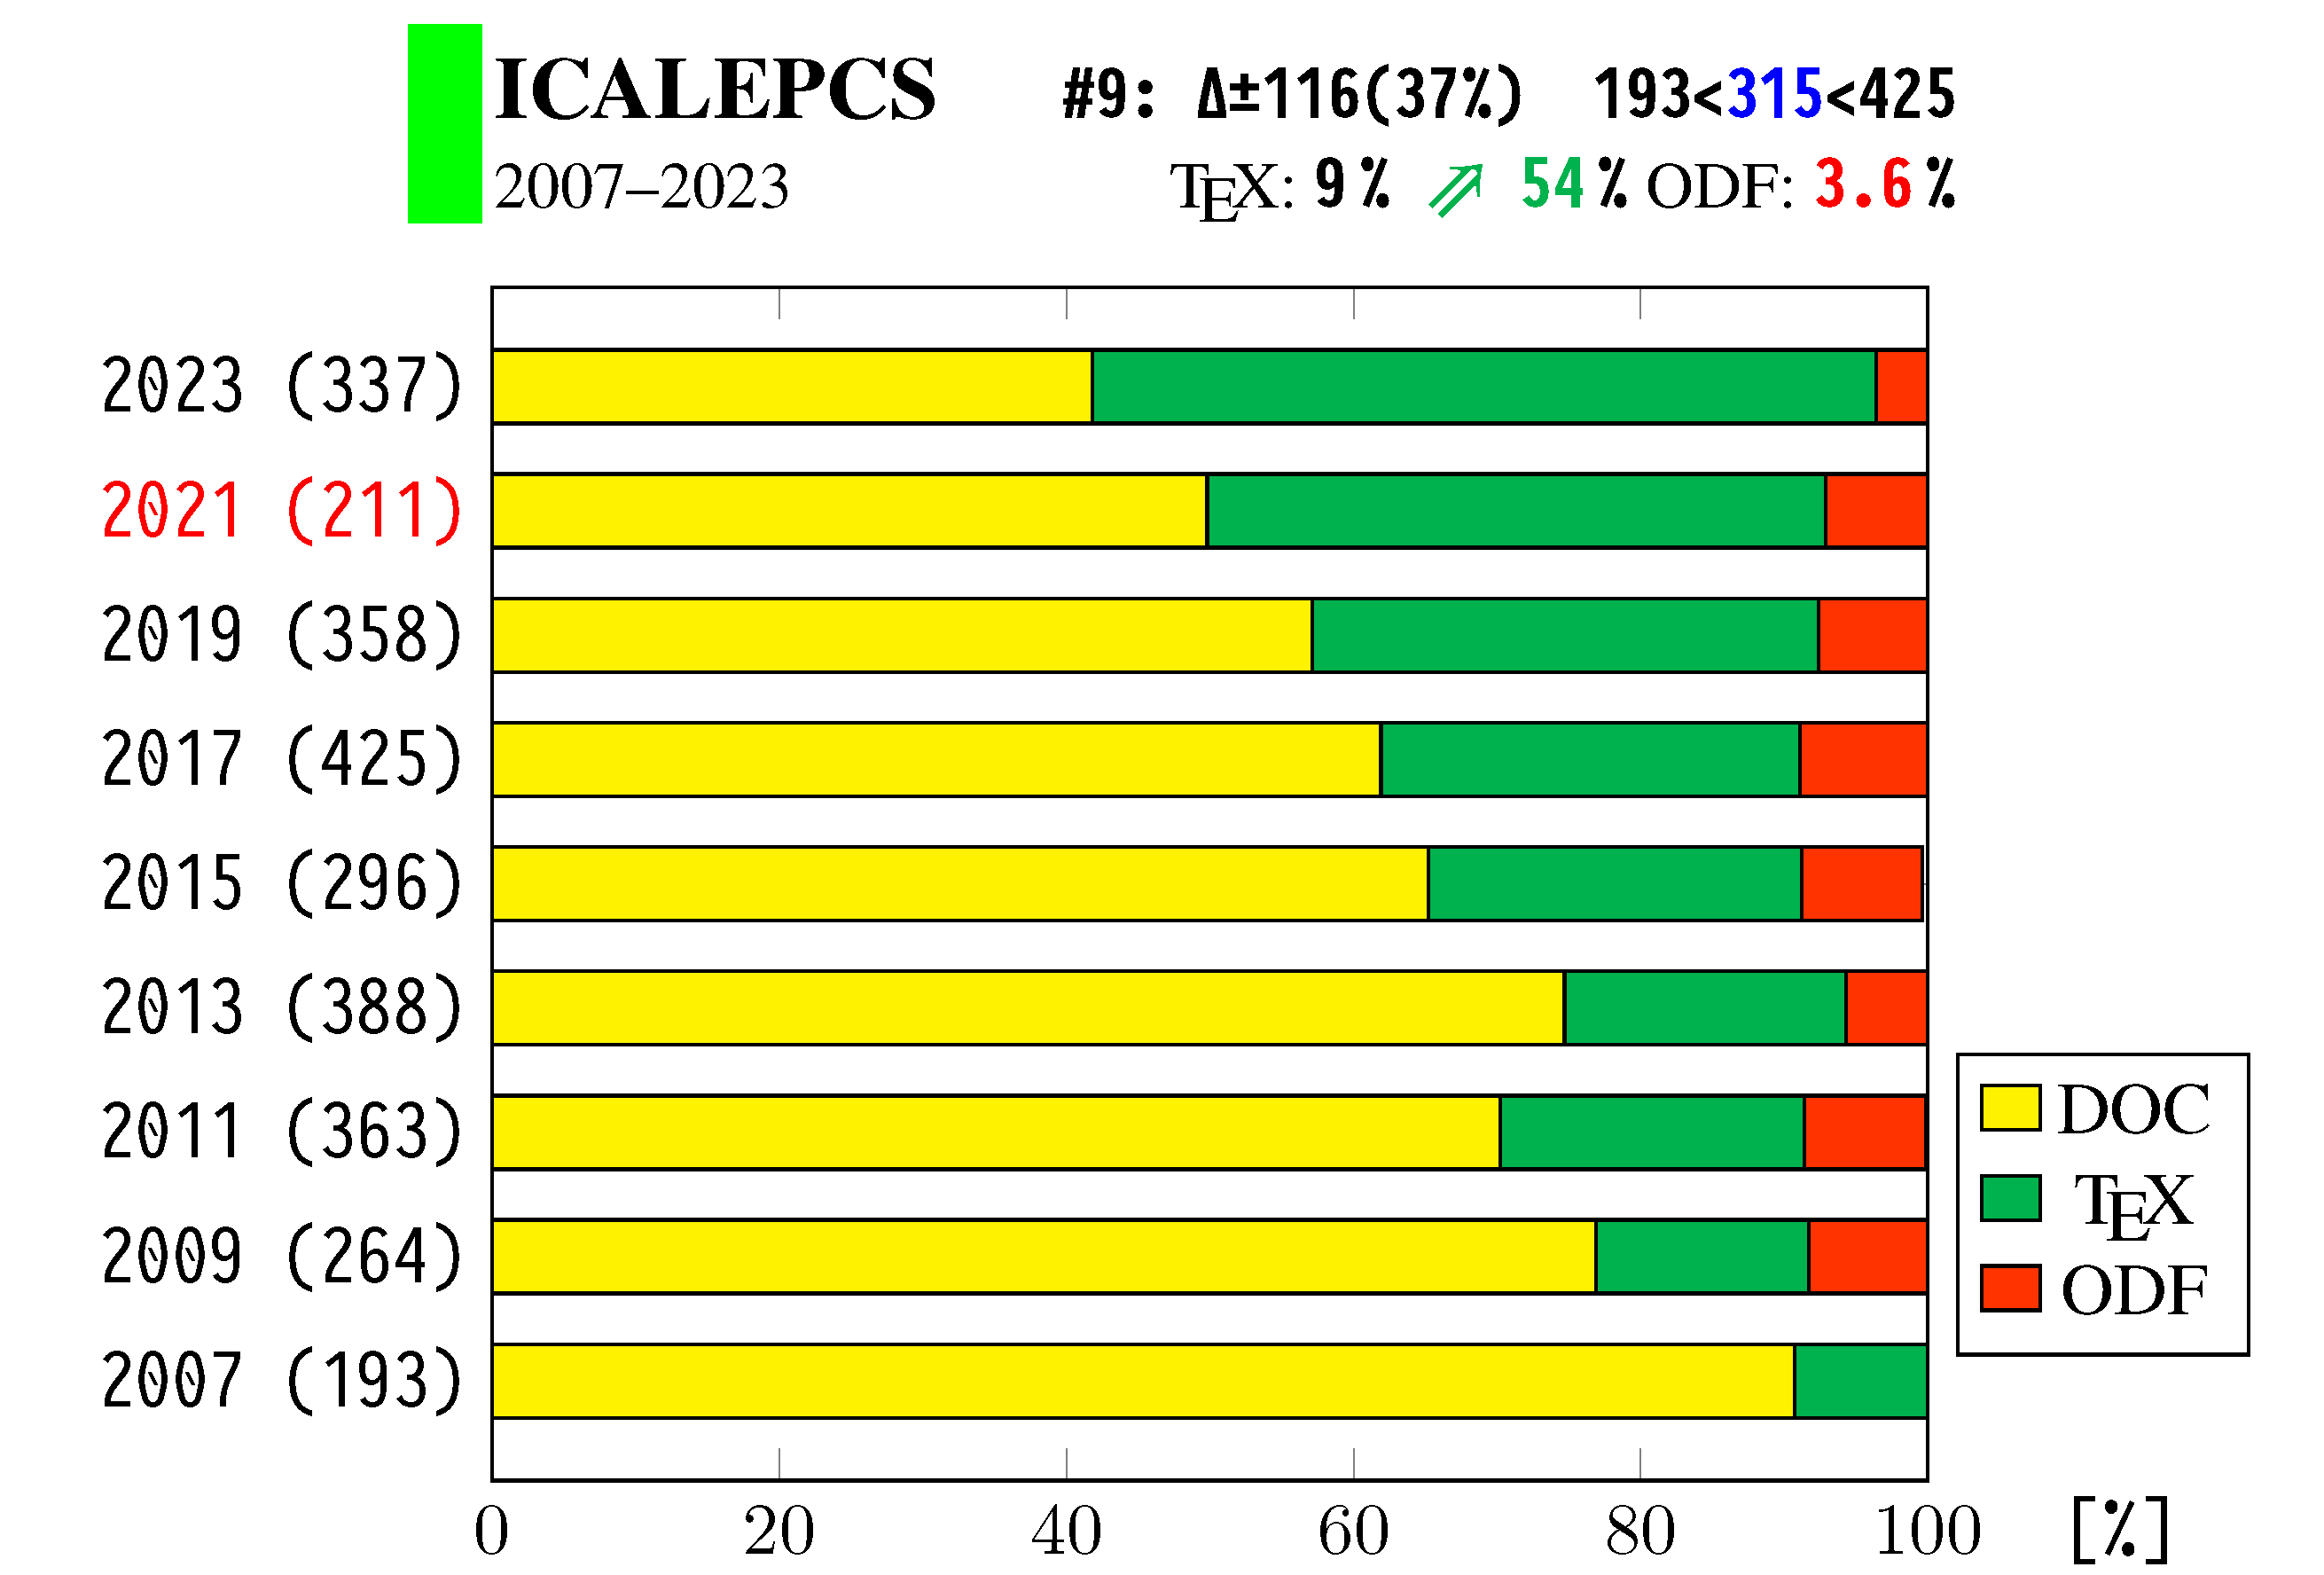 ICALEPCS #9: Δ±116(37%) 193<315<425
2007–2023 TEX: 9% ⇗ 54% ODF: 3.6%
2023 (337)
2021 (211)
2019 (358)
2017 (425)
2015 (296)
2013 (388)
2011 (363)
2009 (264)
2007 (193)
DOC
TEX
ODF
0 20 40 60 80 100 [%]